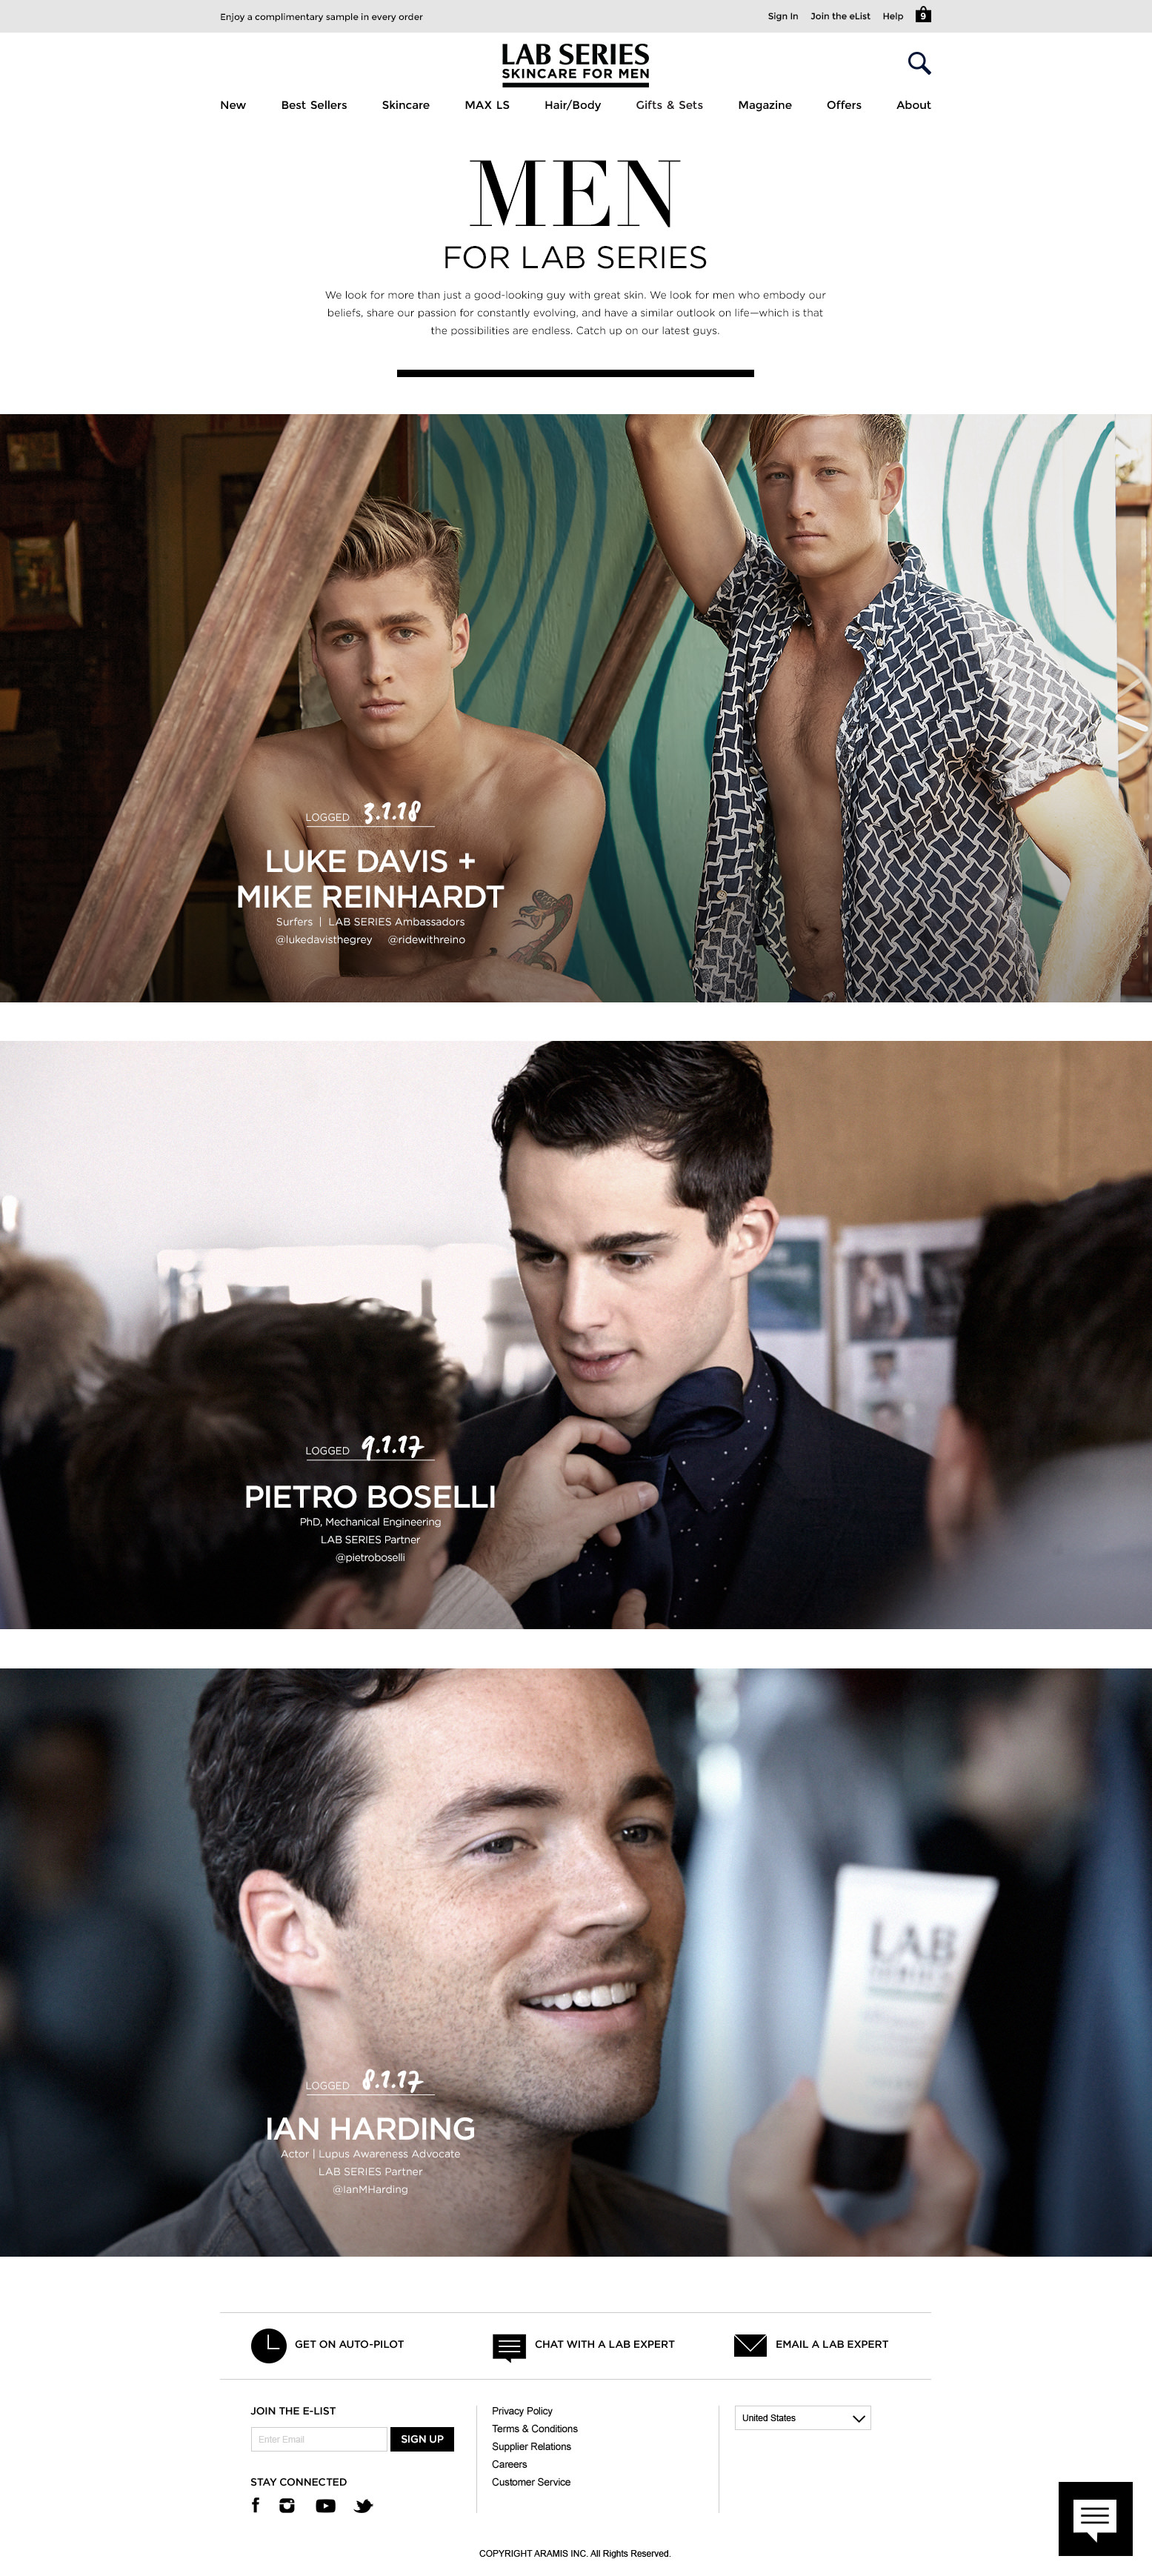 Enjoy a complimentary sample in every order
Sign In Join the eList Help 9
LAB SERIES
SKINCARE FOR MEN
New Best Sellers Skincare MAX LS Hair/Body Gifts & Sets Magazine Offers About
MEN
FOR LAB SERIES
We look for more than just a good-looking guy with great skin. We look for men who embody our
beliefs, share our passion for constantly evolving, and have a similar outlook on life—which is that
the possibilities are endless. Catch up on our latest guys.
LOGGED 3.1.18
LUKE DAVIS +
MIKE REINHARDT
Surfers | LAB SERIES Ambassadors
@lukedavisthegrey @ridewithreino
LOGGED 9.1.17
PIETRO BOSELLI
PhD, Mechanical Engineering
LAB SERIES Partner
@pietroboselli
LAB
SERIES
LOGGED 8.1.17
IAN HARDING
Actor | Lupus Awareness Advocate
LAB SERIES Partner
@IanMHarding
GET ON AUTO-PILOT
CHAT WITH A LAB EXPERT
EMAIL A LAB EXPERT
JOIN THE E-LIST
Enter Email
SIGN UP
STAY CONNECTED
Privacy Policy
Terms & Conditions
Supplier Relations
Careers
Customer Service
United States
COPYRIGHT ARAMIS INC. All Rights Reserved.